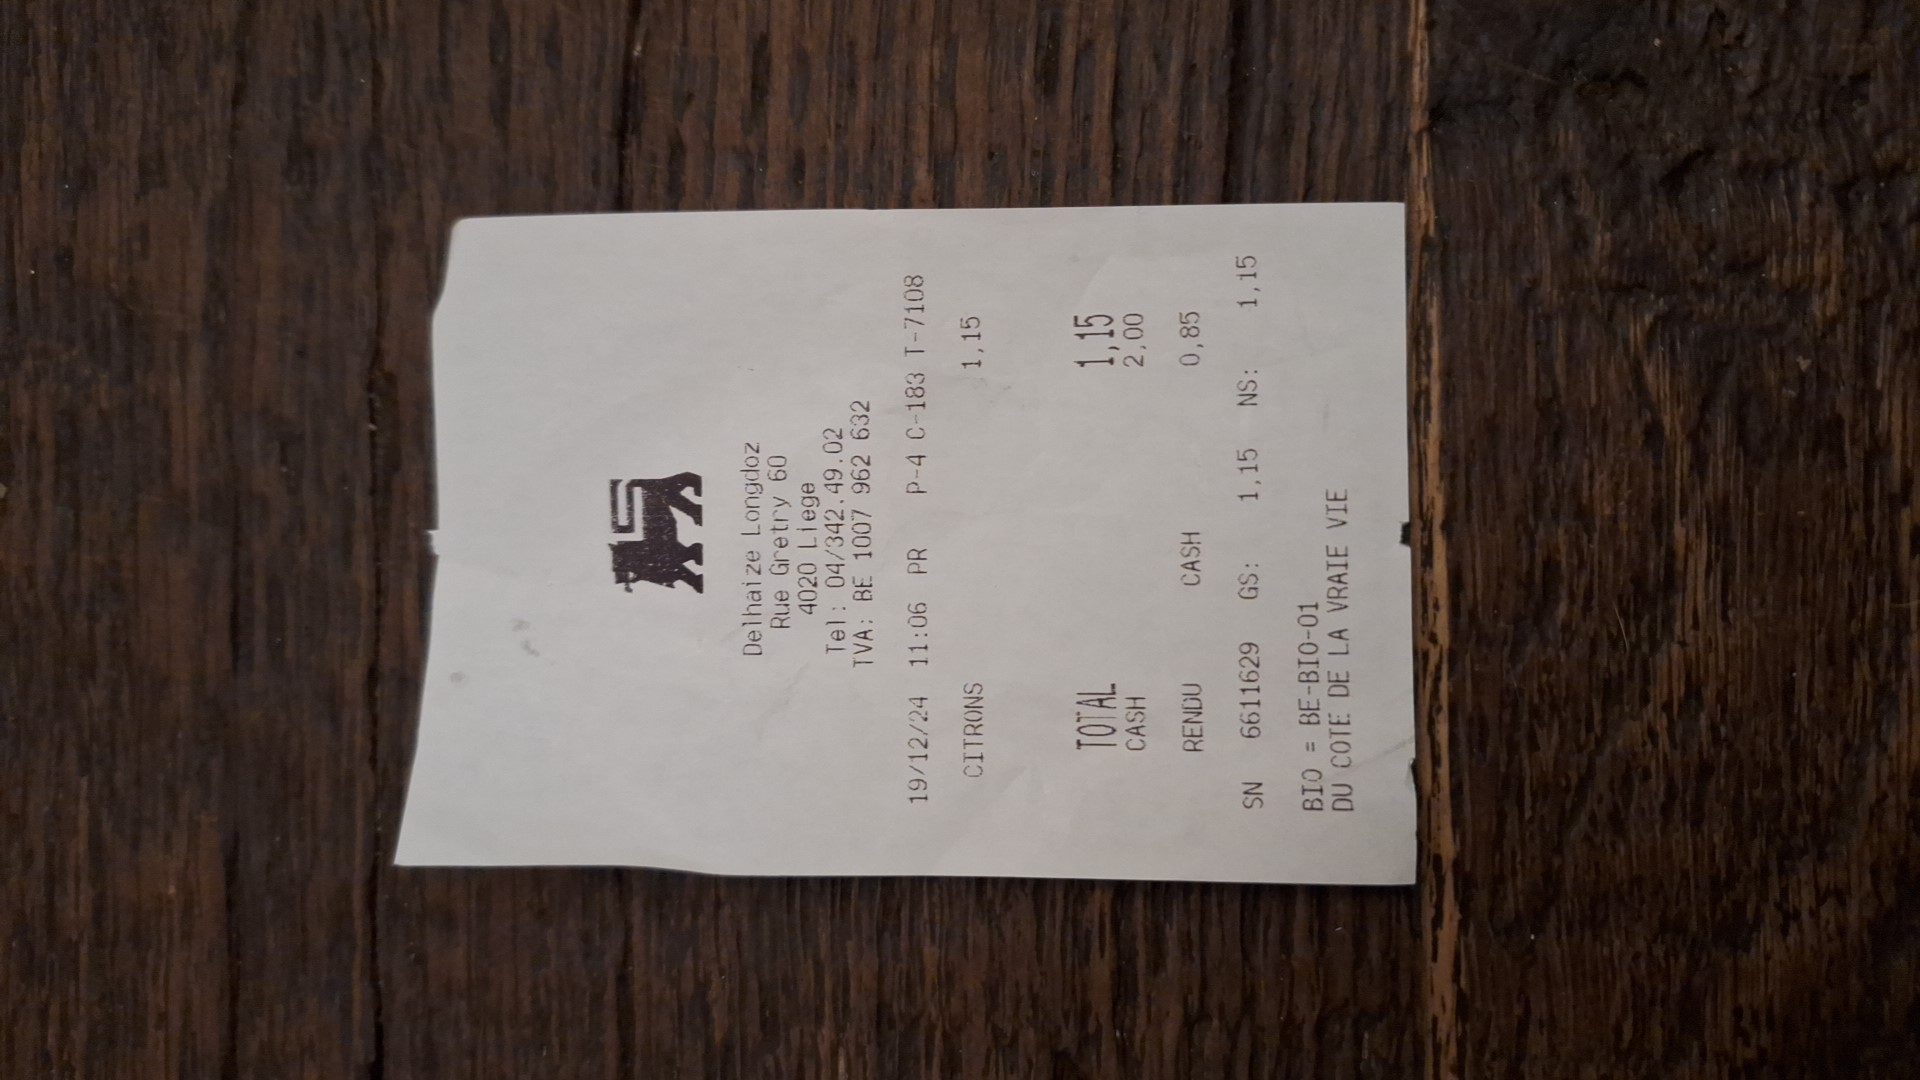 Delhaize Longdoz
Rue Gretry 60
4020 Liege
Tel : 04/342.49.02
TVA: BE 1007 962 632
19/12/24 11:06 PR P-4 C-183 T-7108
CITRONS 1,15
TOTAL 1,15
CASH 2,00
RENDU CASH 0,85
SN 6611629 GS: 1,15 NS: 1,15
BIO = BE-BIO-01
DU COTE DE LA VRAIE VIE